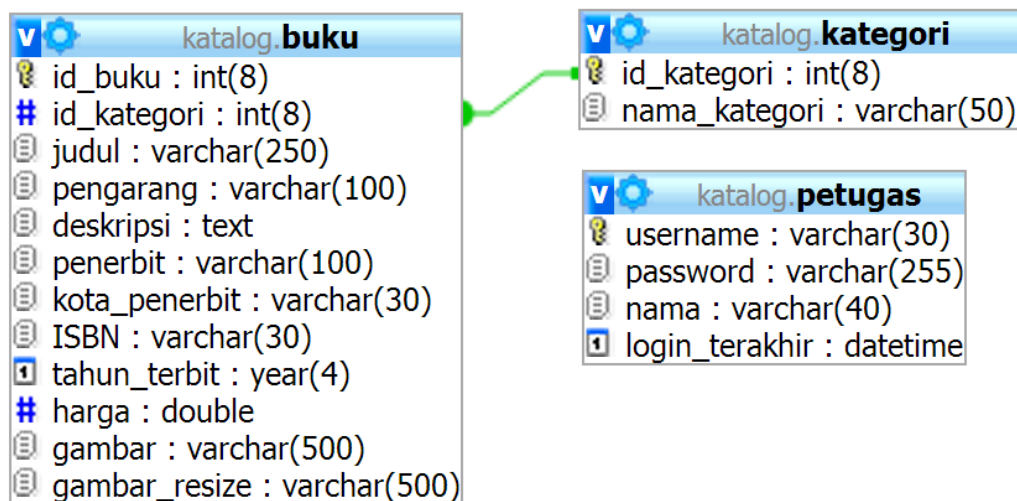 katalog.buku
id_buku : int(8)
id_kategori : int(8)
judul : varchar(250)
pengarang : varchar(100)
deskripsi : text
penerbit : varchar(100)
kota_penerbit : varchar(30)
ISBN : varchar(30)
tahun_terbit : year(4)
harga : double
gambar : varchar(500)
gambar_resize : varchar(500)
katalog.kategori
id_kategori : int(8)
nama_kategori : varchar(50)
katalog.petugas
username : varchar(30)
password : varchar(255)
nama : varchar(40)
login_terakhir : datetime